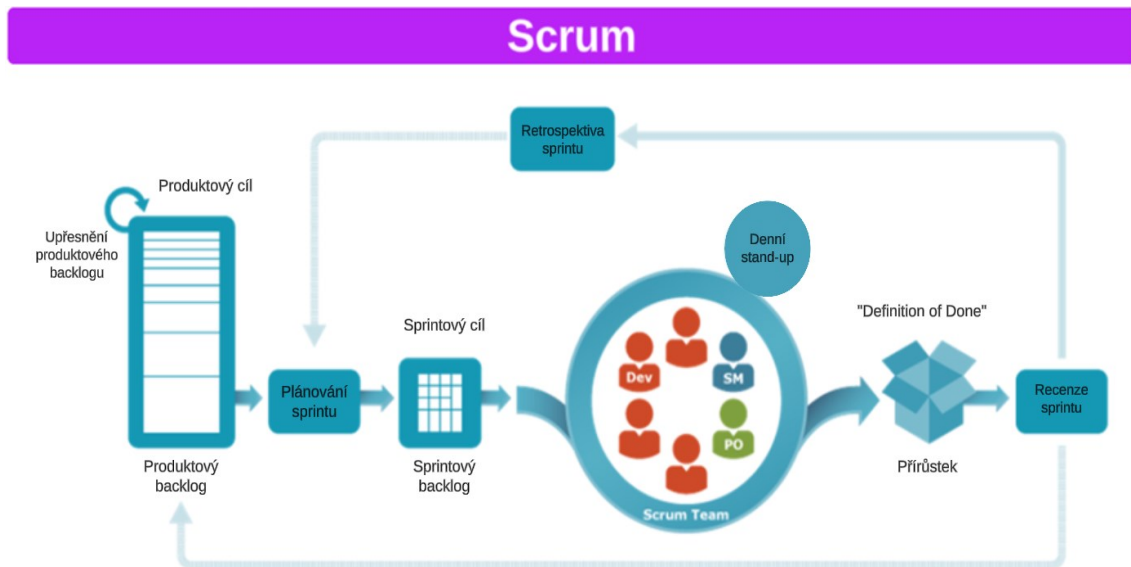 Scrum
Retrospektiva
sprintu
Produktový cíl
Upřesnění
produktového
backlogu
Denní
stand-up
Sprintový cíl
"Definition of Done"
Dev
SM
PO
Plánování
sprintu
Recenze
sprintu
Produktový
backlog
Sprintový
backlog
Scrum Team
Přírůstek